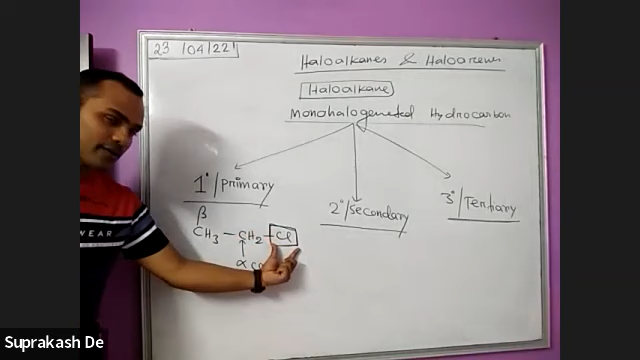 23/04/22
Haloalkanes & Haloarenes
Haloalkane
Monohalogenated Hydrocarbon
1°/Primary
2°/Secondary
3°/Tertiary
β
CH3 – CH2 – Cl
α
WEAR
Suprakash De